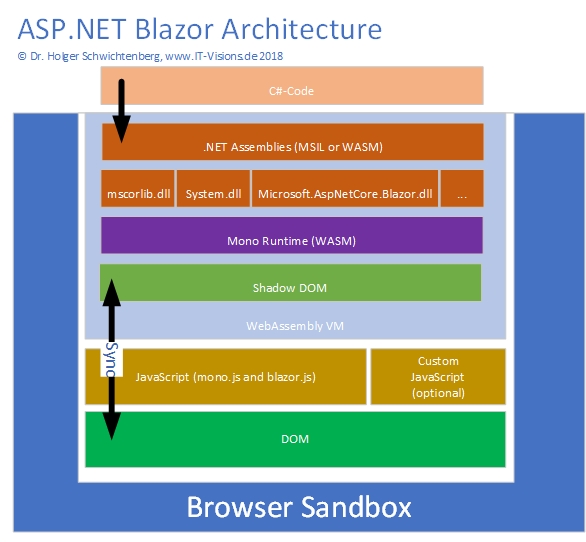 ASP.NET Blazor Architecture
© Dr. Holger Schwichtenberg, www.IT-Visions.de 2018
C#-Code
.NET Assemblies (MSIL or WASM)
mscorlib.dll
System.dll
Microsoft.AspNetCore.Blazor.dll
...
Mono Runtime (WASM)
Shadow DOM
WebAssembly VM
Sync
JavaScript (mono.js and blazor.js)
Custom
JavaScript
(optional)
DOM
Browser Sandbox